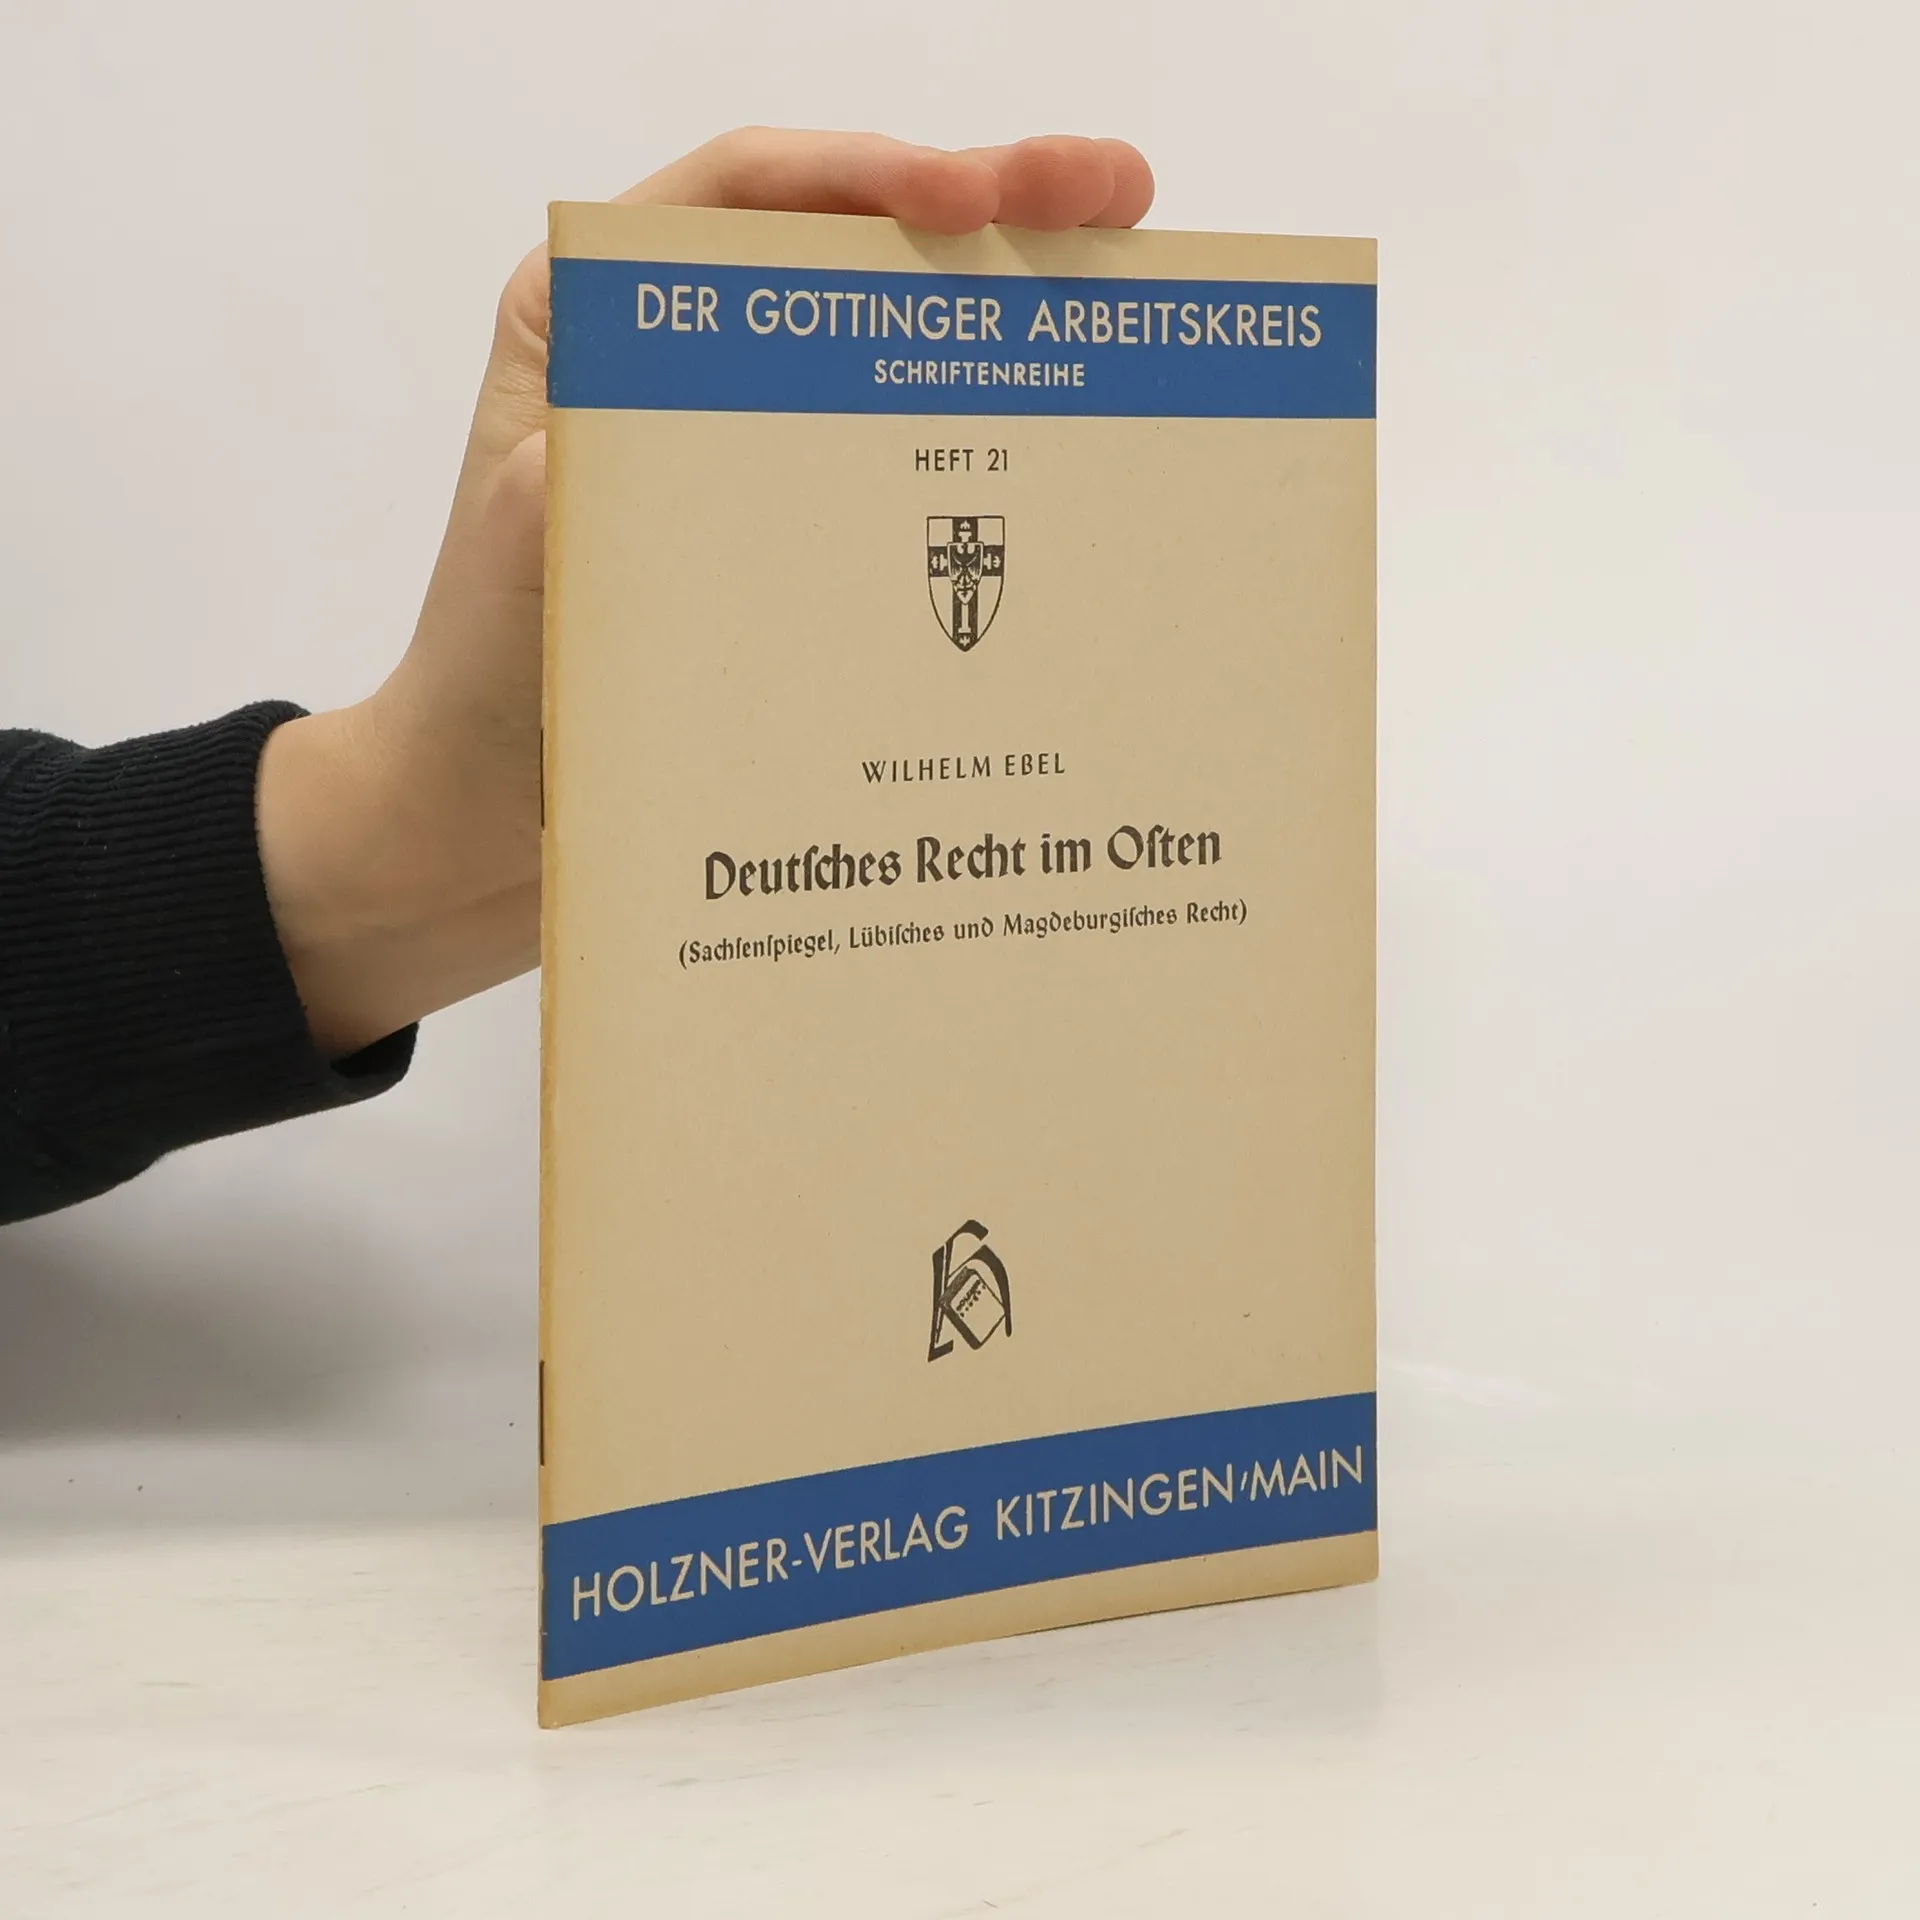 DER GÖTTINGER ARBEITSKREIS
SCHRIFTENREIHE
HEFT 21
WILHELM EBEL
Deutſches Recht im Oſten
(Sachſenſpiegel, Lübiſches und Magdeburgiſches Recht)
HOLZNER-VERLAG KITZINGEN/MAIN